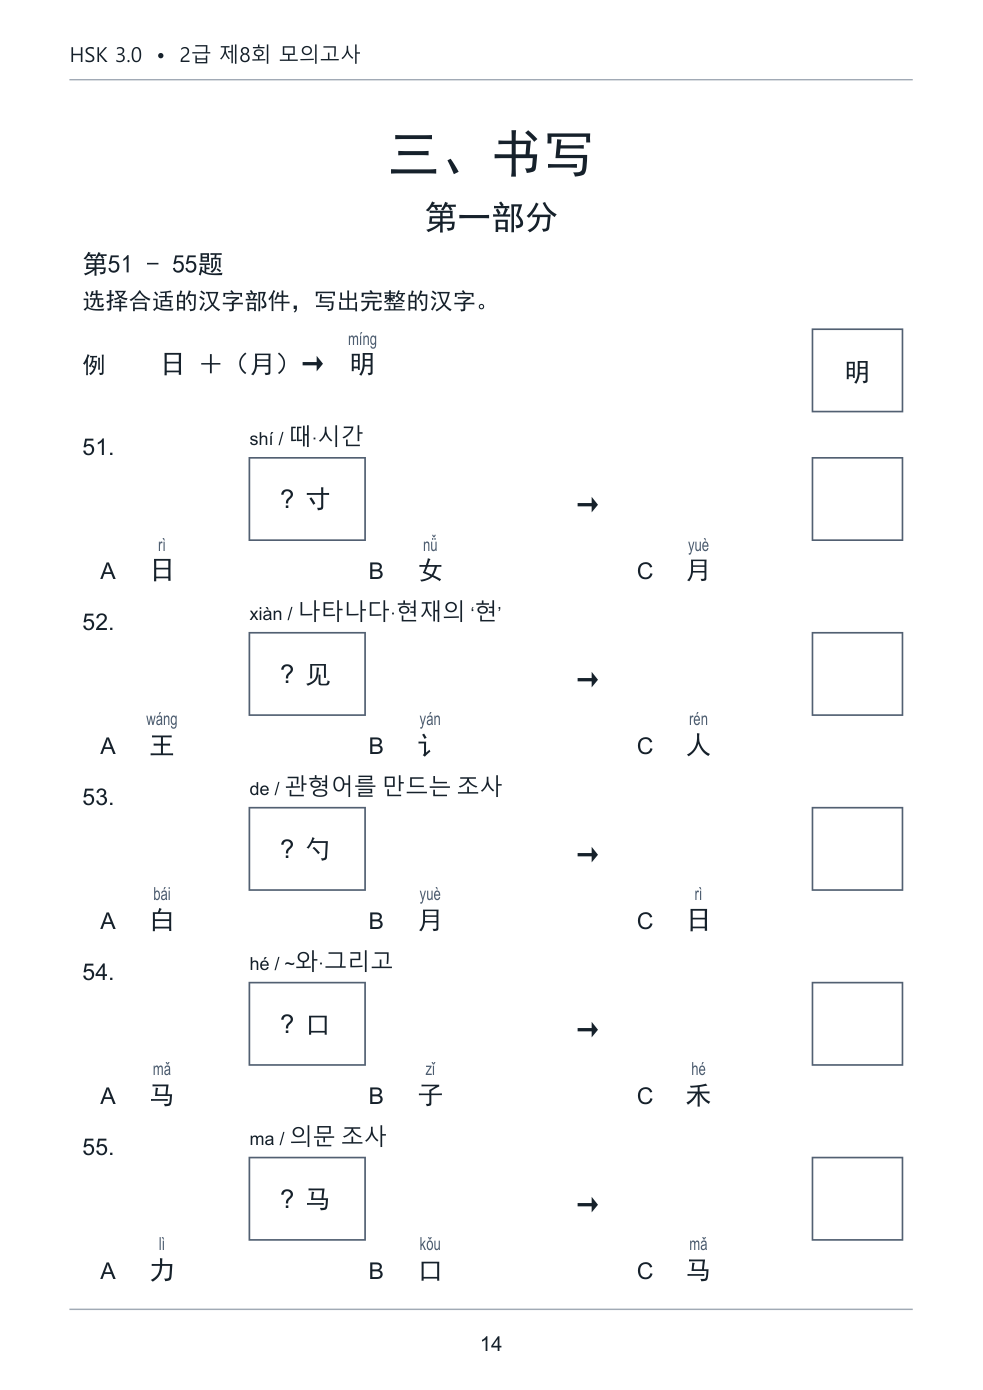 HSK 3.0 • 2급 제8회 모의고사
三、书写
第一部分
第51 － 55题
选择合适的汉字部件，写出完整的汉字。
míng
例 日 ＋（月）➞ 明
明
51.
shí / 때·시간
? 寸 ➞
rì nǚ yuè
A 日 B 女 C 月
52.
xiàn / 나타나다·현재의 ‘현’
? 见 ➞
wáng yán rén
A 王 B 讠 C 人
53.
de / 관형어를 만드는 조사
? 勺 ➞
bái yuè rì
A 白 B 月 C 日
54.
hé / ~와·그리고
? 口 ➞
mǎ zǐ hé
A 马 B 子 C 禾
55.
ma / 의문 조사
? 马 ➞
lì kǒu mǎ
A 力 B 口 C 马
14